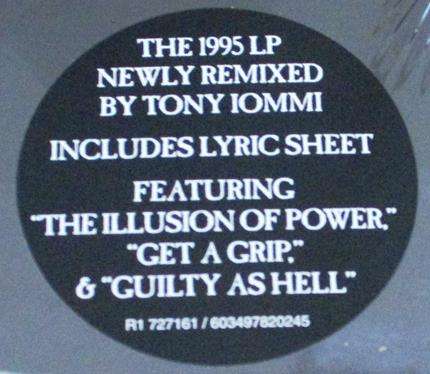 THE 1995 LP
NEWLY REMIXED
BY TONY IOMMI
INCLUDES LYRIC SHEET
FEATURING
"THE ILLUSION OF POWER,"
"GET A GRIP,"
& "GUILTY AS HELL"
R1 727161 / 603497820245